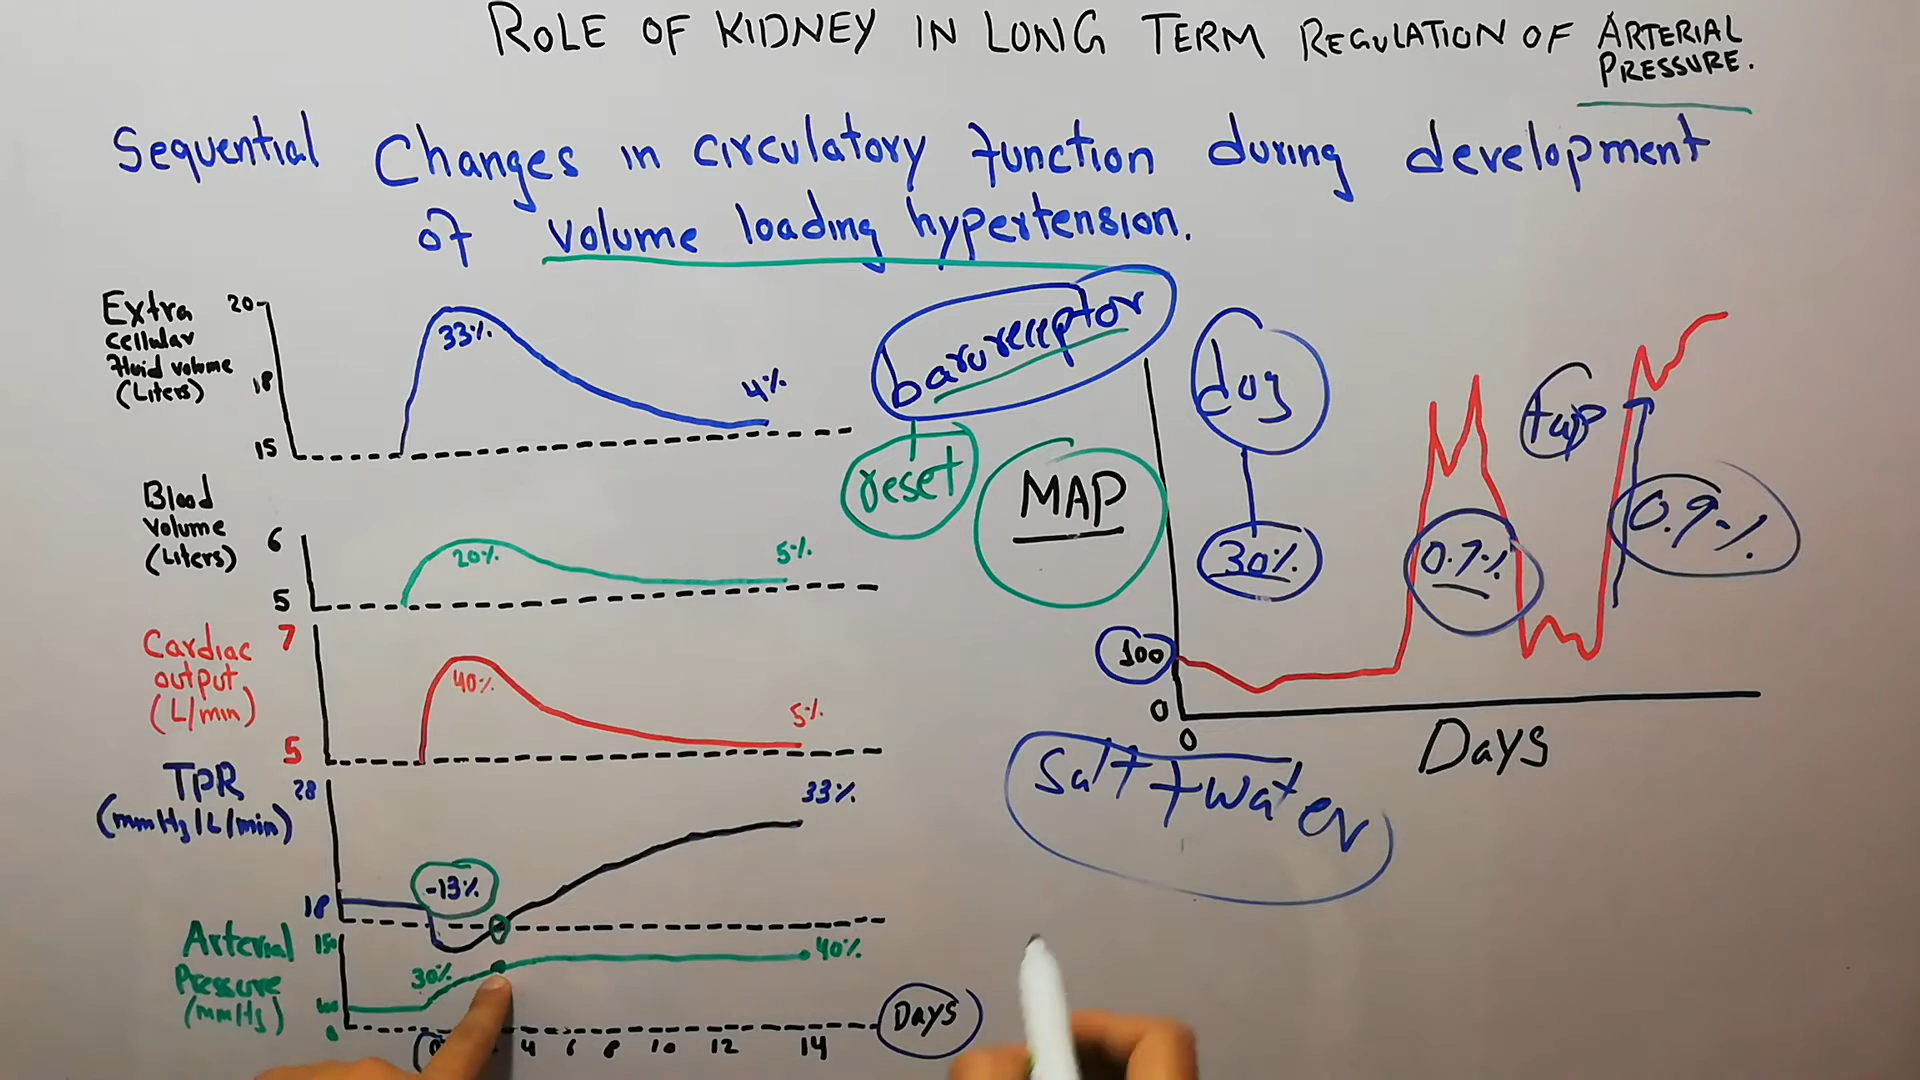 ROLE OF KIDNEY IN LONG TERM REGULATION OF ARTERIAL
PRESSURE.
Sequential Changes in circulatory function during development
of volume loading hypertension.
Extra
cellular
fluid volume
(Liters)
20
18
15
33%
4%
Blood
volume
(Liters)
6
5
20%
5%
Cardiac
output
(L/min)
7
5
40%
5%
TPR
(mmHg/L/min)
28
18
-13%
33%
Arterial
Pressure
(mmHg)
150
0
30%
40%
0
4 6 8 10 12 14
Days
baroreceptor
reset
MAP
dog
30%
0.9%
100
0
0
Days
Salt + water